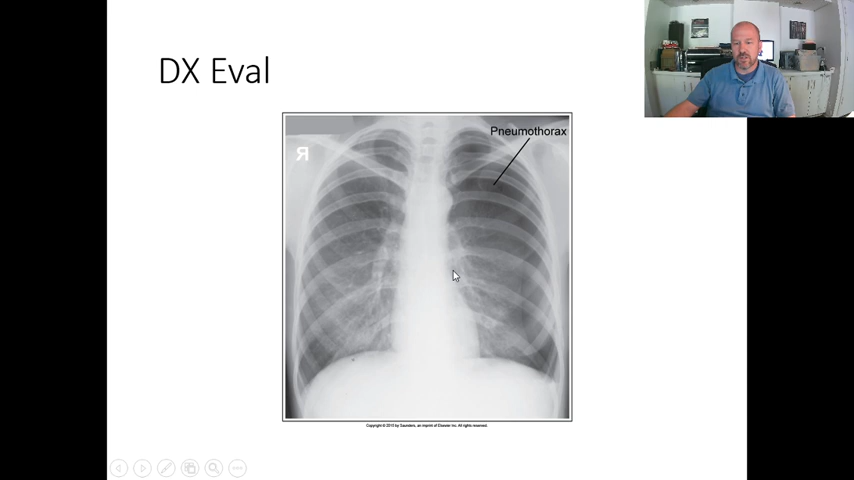 DX Eval
Pneumothorax
Я
Copyright © 2010 by Saunders, an imprint of Elsevier Inc. All rights reserved.